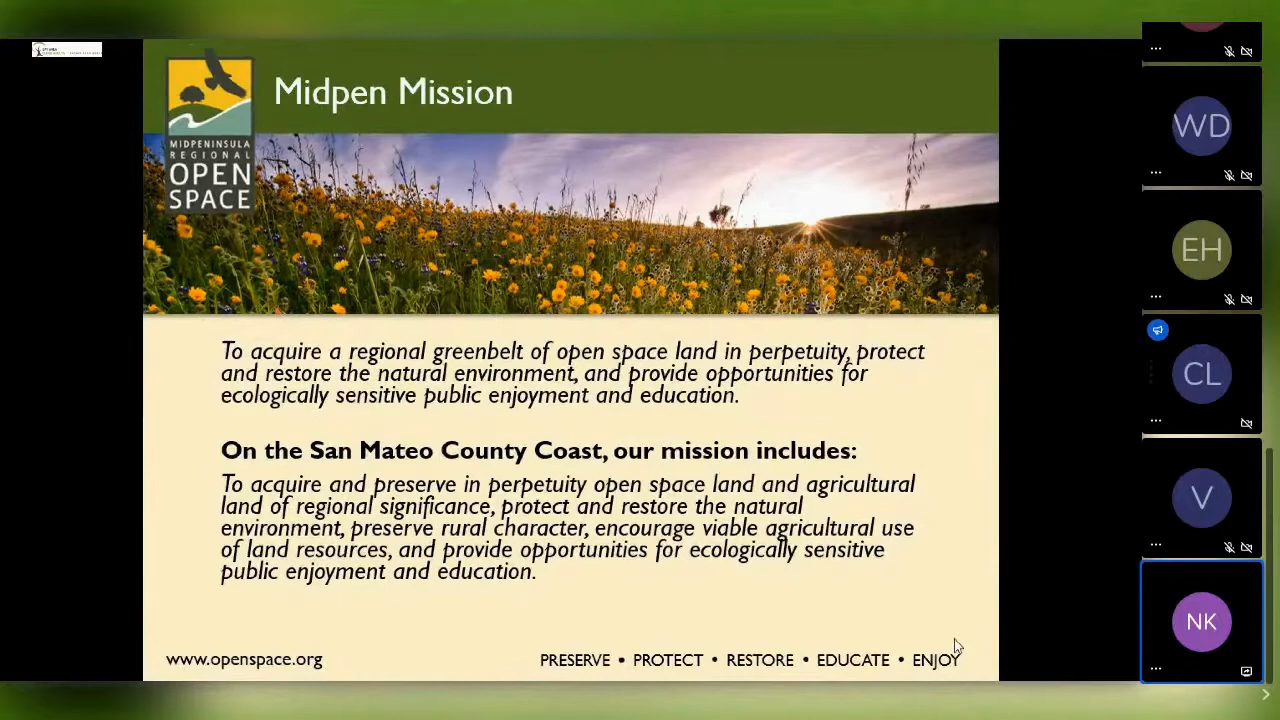 Midpen Mission
MIDPENINSULA
REGIONAL
OPEN
SPACE
To acquire a regional greenbelt of open space land in perpetuity, protect
and restore the natural environment, and provide opportunities for
ecologically sensitive public enjoyment and education.
On the San Mateo County Coast, our mission includes:
To acquire and preserve in perpetuity open space land and agricultural
land of regional significance, protect and restore the natural
environment, preserve rural character, encourage viable agricultural use
of land resources, and provide opportunities for ecologically sensitive
public enjoyment and education.
www.openspace.org
PRESERVE • PROTECT • RESTORE • EDUCATE • ENJOY
WD
EH
CL
V
NK